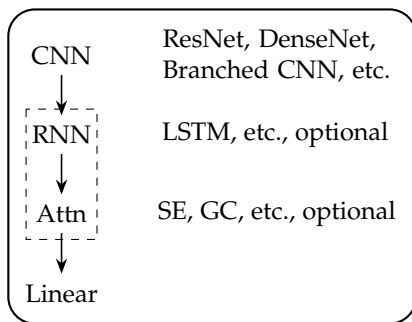 CNN
ResNet, DenseNet,
Branched CNN, etc.
RNN
LSTM, etc., optional
Attn
SE, GC, etc., optional
Linear